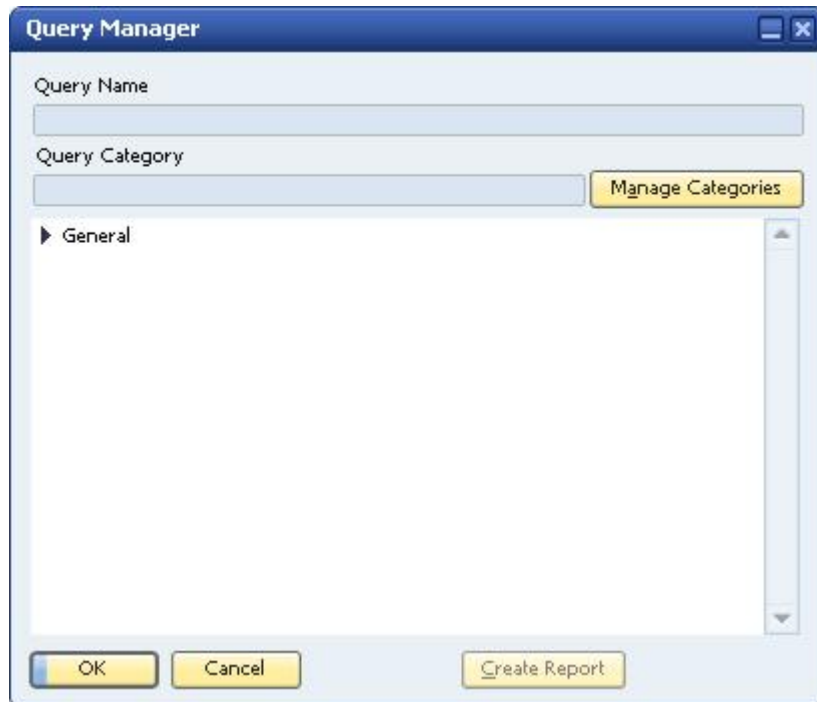 Query Manager
Query Name
Query Category
Manage Categories
General
OK Cancel Create Report